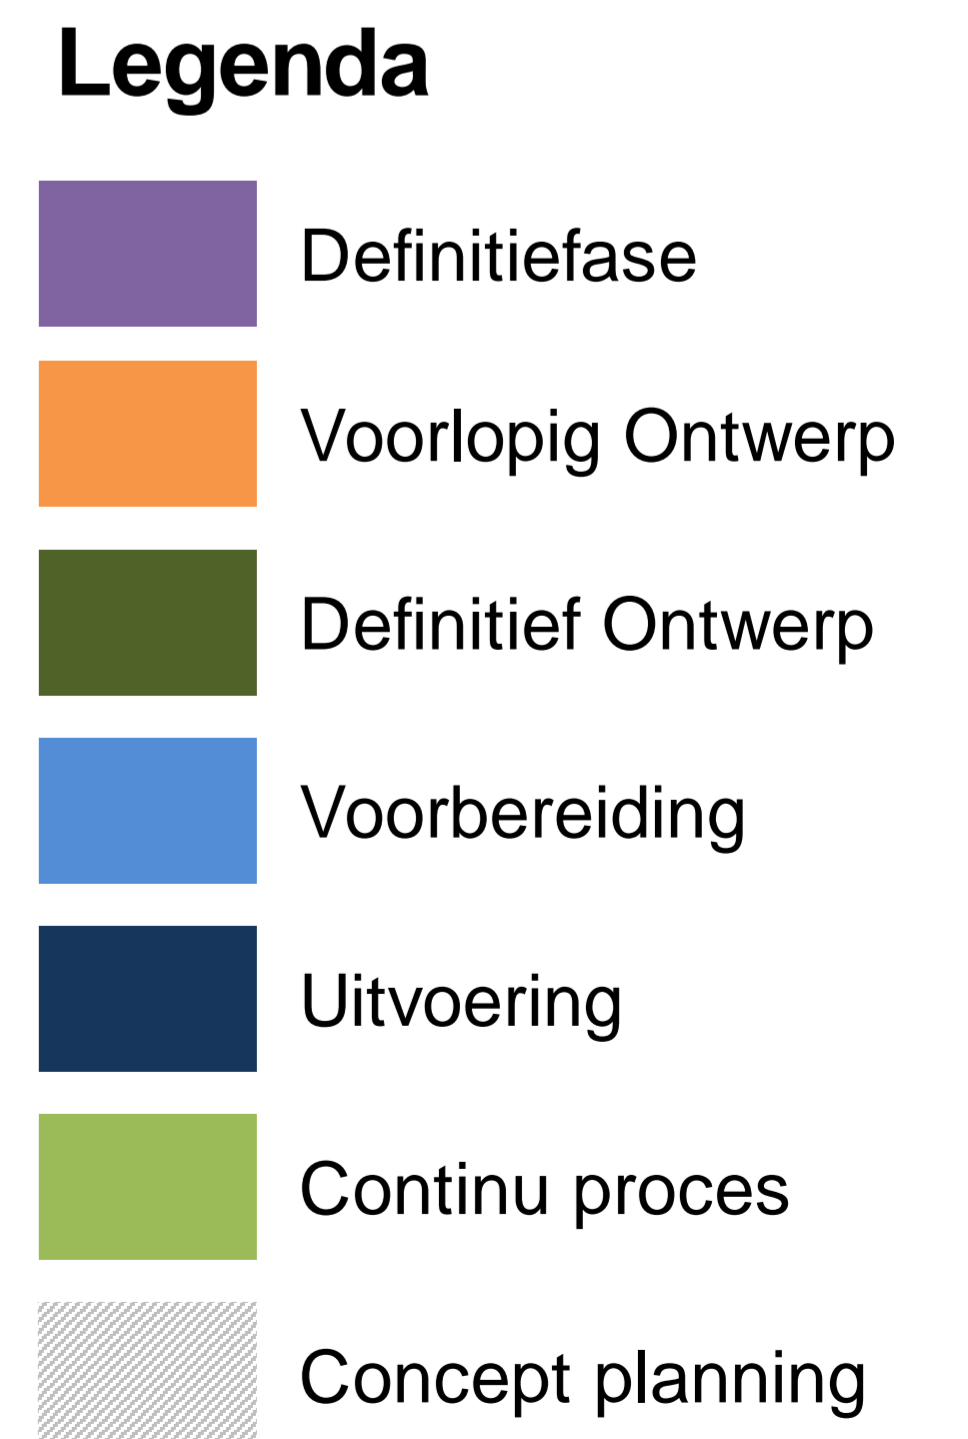 Legenda
Definitiefase
Voorlopig Ontwerp
Definitief Ontwerp
Voorbereiding
Uitvoering
Continu proces
Concept planning